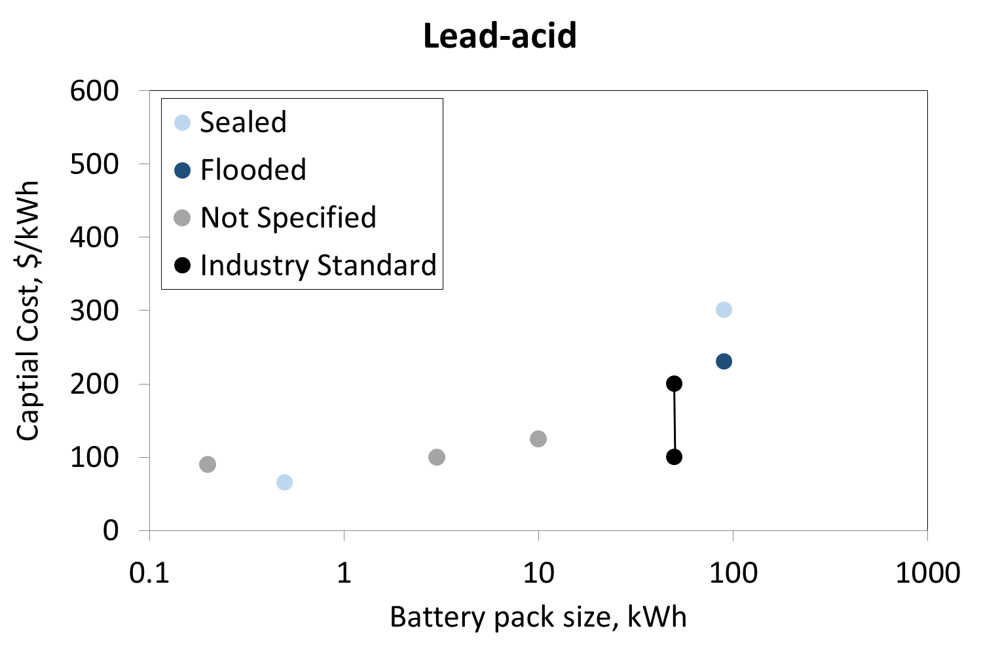 Lead-acid
600
500
400
300
200
100
0
Captial Cost, $/kWh
Sealed
Flooded
Not Specified
Industry Standard
0.1 1 10 100 1000
Battery pack size, kWh